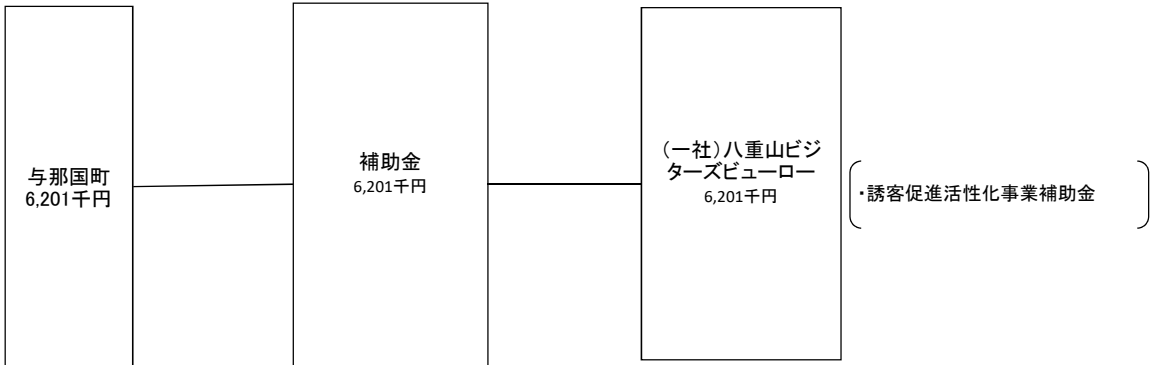 与那国町
6,201千円
補助金
6,201千円
（一社）八重山ビジ
ターズビューロー
6,201千円
・誘客促進活性化事業補助金